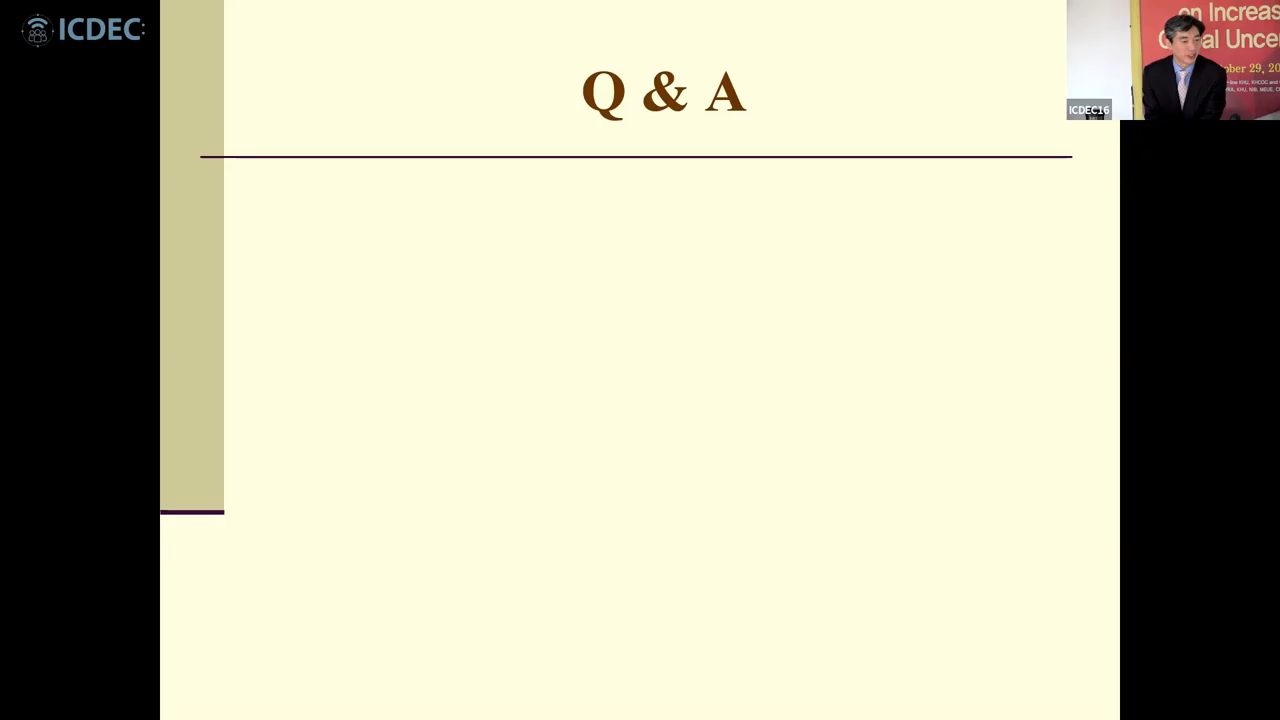 ICDEC
Q & A
on Increas
al Uncer
ober 29, 20
ICDEC16